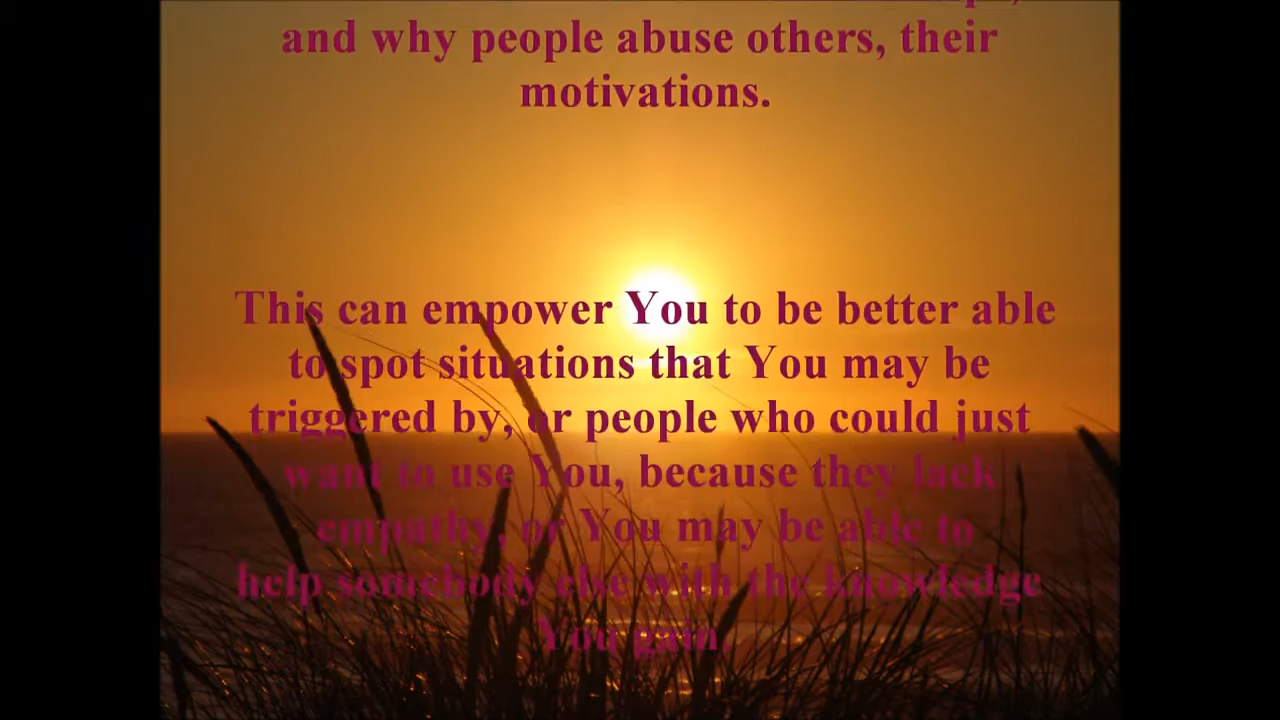 and why people abuse others, their
motivations.
This can empower You to be better able
to spot situations that You may be
triggered by, or people who could just
want to use You, because they lack
empathy, or You may be able to
help somebody else with the knowledge
You gain.